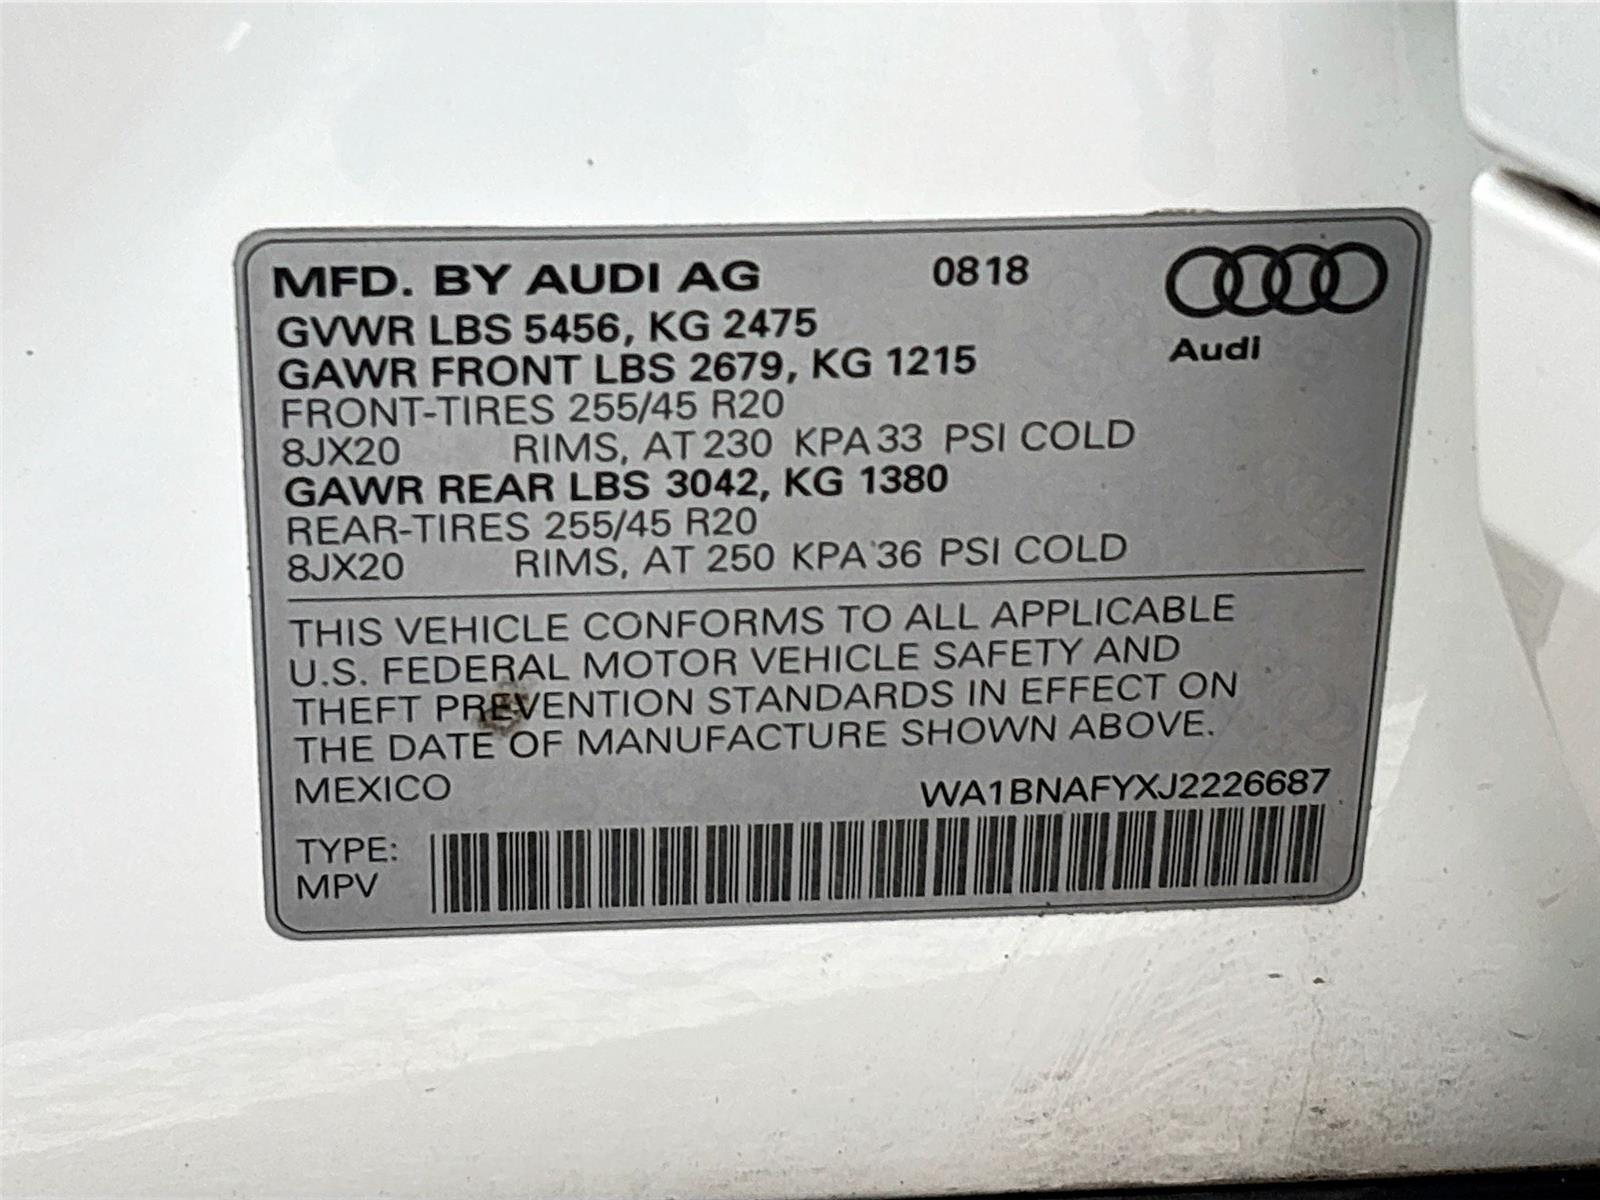 MFD. BY AUDI AG 0818
Audi
GVWR LBS 5456, KG 2475
GAWR FRONT LBS 2679, KG 1215
FRONT-TIRES 255/45 R20
8JX20 RIMS, AT 230 KPA 33 PSI COLD
GAWR REAR LBS 3042, KG 1380
REAR-TIRES 255/45 R20
8JX20 RIMS, AT 250 KPA 36 PSI COLD
THIS VEHICLE CONFORMS TO ALL APPLICABLE
U.S. FEDERAL MOTOR VEHICLE SAFETY AND
THEFT PREVENTION STANDARDS IN EFFECT ON
THE DATE OF MANUFACTURE SHOWN ABOVE.
MEXICO WA1BNAFYXJ2226687
TYPE:
MPV